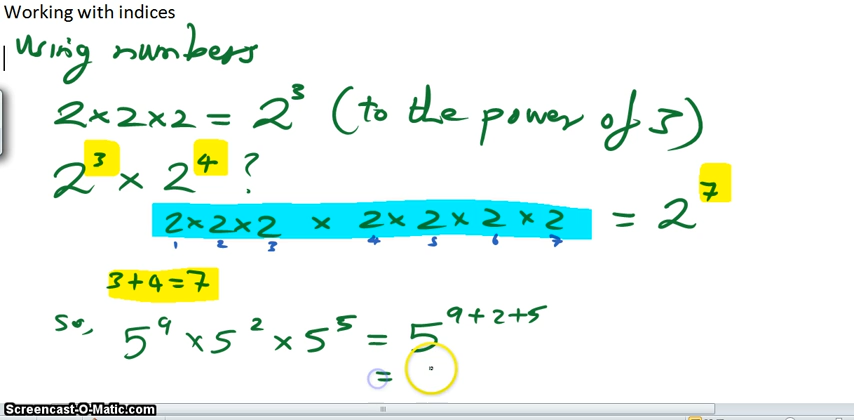 Working with indices
Using numbers
2×2×2 = 2³ (to the power of 3)
2³ × 2⁴ ?
2×2×2 × 2×2×2×2 = 2⁷
1 2 3 4 5 6 7
3+4=7
So, 5⁹ × 5² × 5⁵ = 5⁹⁺²⁺⁵
=
Screencast-O-Matic.com